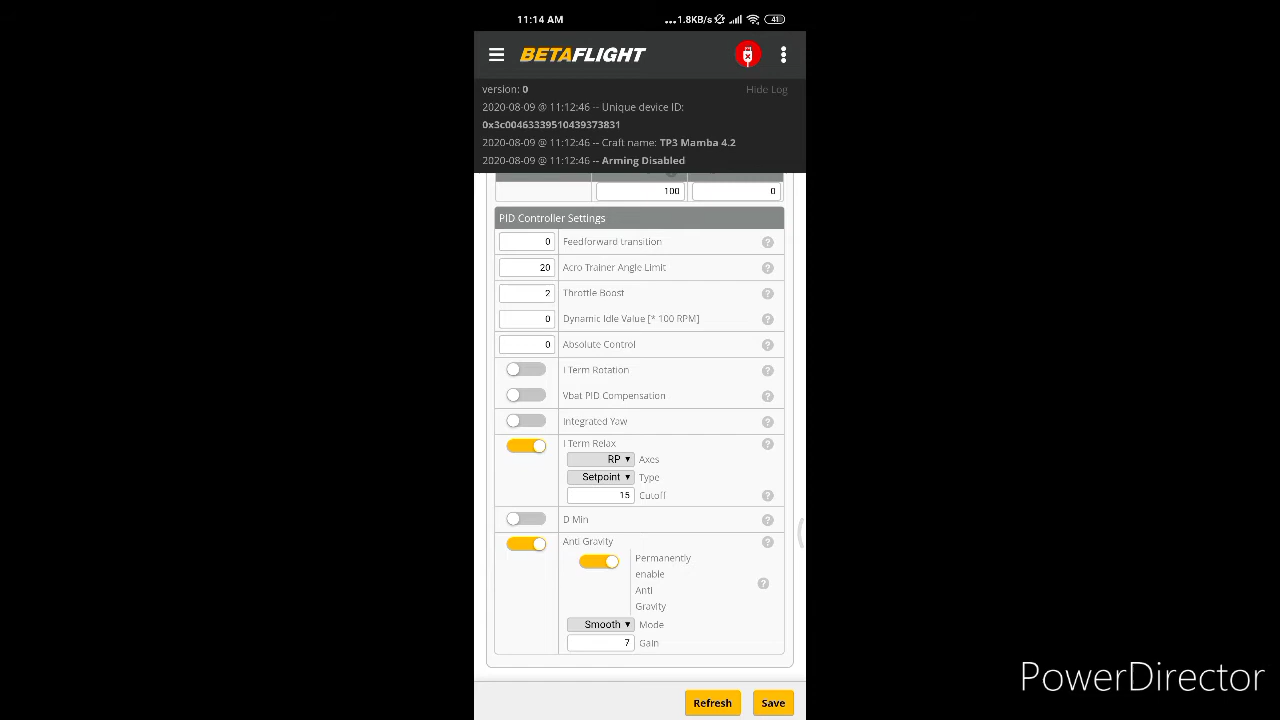 11:14 AM
...1.8KB/s 41
BETAFLIGHT
version: 0
Hide Log
2020-08-09 @ 11:12:46 -- Unique device ID:
0x3c00463339510439373831
2020-08-09 @ 11:12:46 -- Craft name: TP3 Mamba 4.2
2020-08-09 @ 11:12:46 -- Arming Disabled
100 0
PID Controller Settings
0 Feedforward transition ?
20 Acro Trainer Angle Limit ?
2 Throttle Boost ?
0 Dynamic Idle Value [* 100 RPM] ?
0 Absolute Control ?
I Term Rotation ?
Vbat PID Compensation ?
Integrated Yaw ?
I Term Relax ?
RP Axes
Setpoint Type
15 Cutoff ?
D Min ?
Anti Gravity ?
Permanently
enable
Anti ?
Gravity
Smooth Mode
7 Gain
Refresh Save
PowerDirector